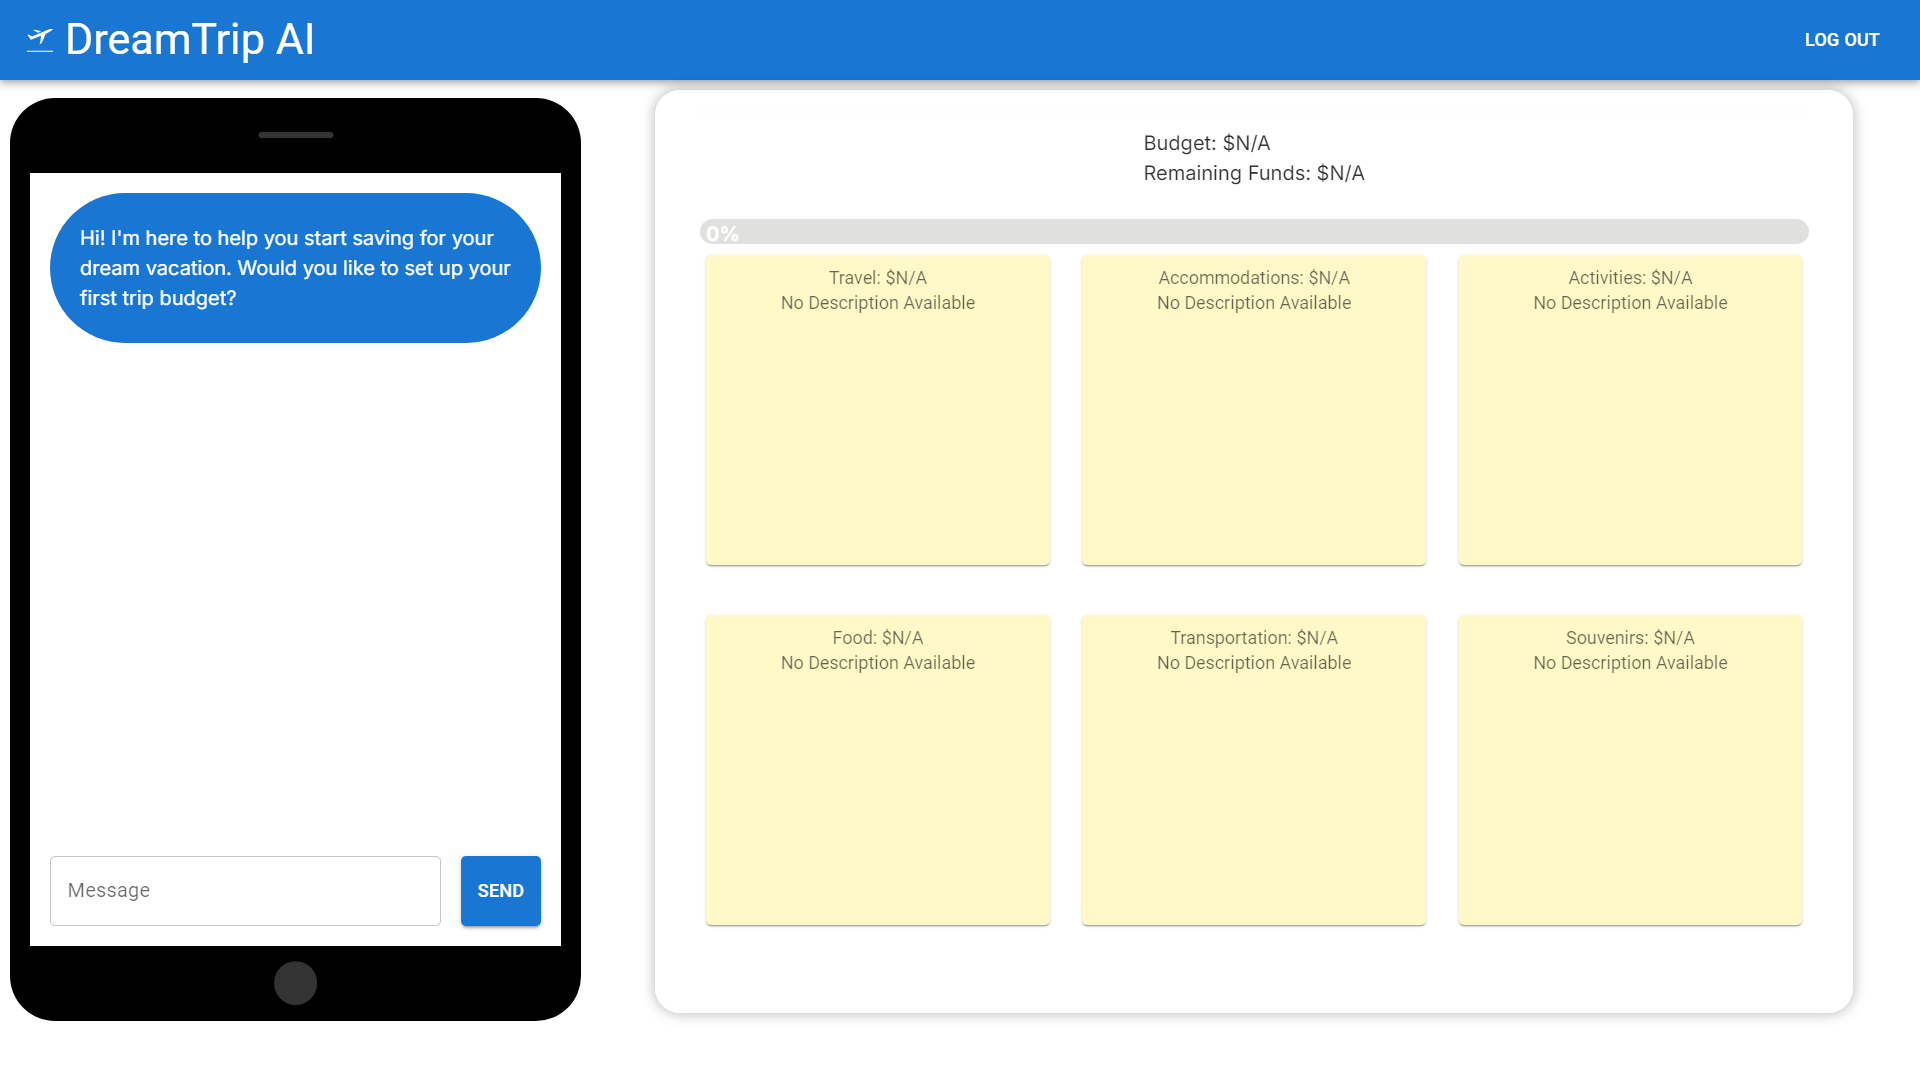 DreamTrip AI
LOG OUT
Hi! I'm here to help you start saving for your
dream vacation. Would you like to set up your
first trip budget?
Message
SEND
Budget: $N/A
Remaining Funds: $N/A
0%
Travel: $N/A
No Description Available
Accommodations: $N/A
No Description Available
Activities: $N/A
No Description Available
Food: $N/A
No Description Available
Transportation: $N/A
No Description Available
Souvenirs: $N/A
No Description Available